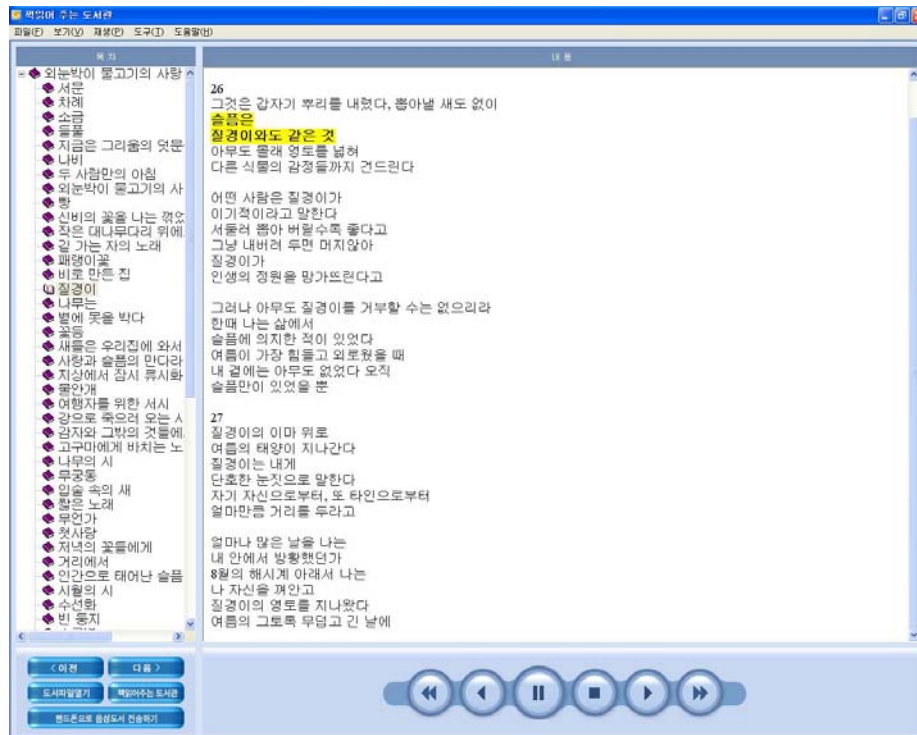 책읽어 주는 도서관
파일(F) 보기(V) 재생(P) 도구(T) 도움말(H)
목 차
외눈박이 물고기의 사랑
서문
차례
소금
들풀
지금은 그리움의 덧문
나비
두 사람만의 아침
외눈박이 물고기의 사
빵
신비의 꽃을 나는 꺾었
작은 대나무다리 위에
길 가는 자의 노래
패랭이꽃
비로 만든 집
질경이
나무는
별에 못을 박다
꽃등
새들은 우리집에 와서
사랑과 슬픔의 만다라
지상에서 잠시 류시화
물안개
여행자를 위한 서시
강으로 죽으러 오는 사
감자와 그밖의 것들에
고구마에게 바치는 노
나무의 시
무궁동
입술 속의 새
짧은 노래
무언가
첫사랑
저녁의 꽃들에게
거리에서
인간으로 태어난 슬픔
시월의 시
수선화
빈 둥지
내 용
26
그것은 갑자기 뿌리를 내렸다, 뽑아낼 새도 없이
슬픔은
질경이와도 같은 것
아무도 몰래 영토를 넓혀
다른 식물의 감정들까지 건드린다
어떤 사람은 질경이가
이기적이라고 말한다
서둘러 뽑아 버릴수록 좋다고
그냥 내버려 두면 머지않아
질경이가
인생의 정원을 망가뜨린다고
그러나 아무도 질경이를 거부할 수는 없으리라
한때 나는 삶에서
슬픔에 의지한 적이 있었다
여름이 가장 힘들고 외로웠을 때
내 곁에는 아무도 없었다 오직
슬픔만이 있었을 뿐
27
질경이의 이마 위로
여름의 태양이 지나간다
질경이는 내게
단호한 눈짓으로 말한다
자기 자신으로부터, 또 타인으로부터
얼마만큼 거리를 두라고
얼마나 많은 날을 나는
내 안에서 방황했던가
8월의 해시계 아래서 나는
나 자신을 껴안고
질경이의 영토를 지나왔다
여름의 그토록 무덥고 긴 날에
< 이전
다음 >
도서파일열기
책읽어주는 도서관
핸드폰으로 음성도서 전송하기